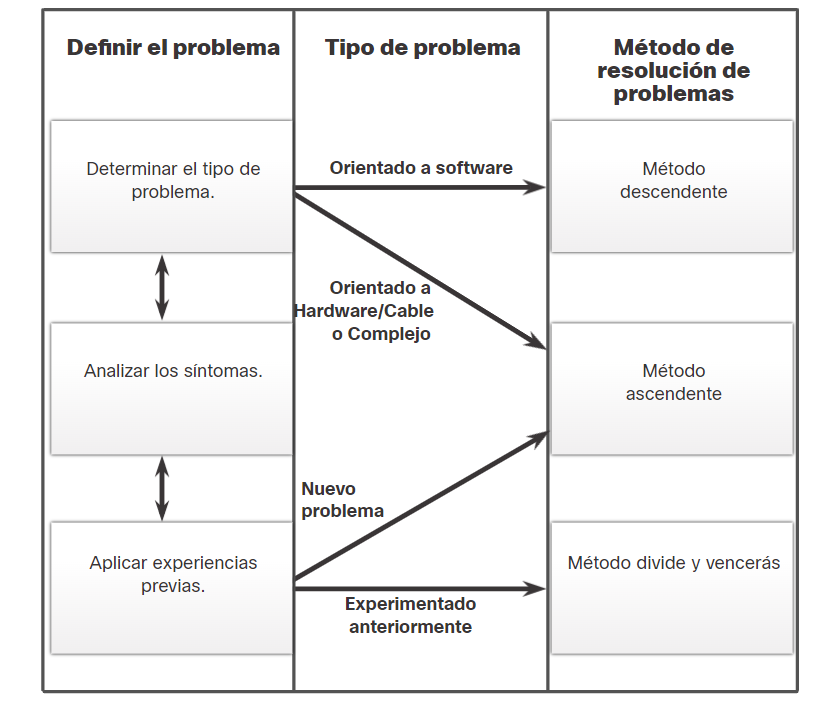 Definir el problema
Tipo de problema
Método de
resolución de
problemas
Determinar el tipo de
problema.
Orientado a software
Método
descendente
Orientado a
Hardware/Cable
o Complejo
Analizar los síntomas.
Método
ascendente
Nuevo
problema
Aplicar experiencias
previas.
Experimentado
anteriormente
Método divide y vencerás